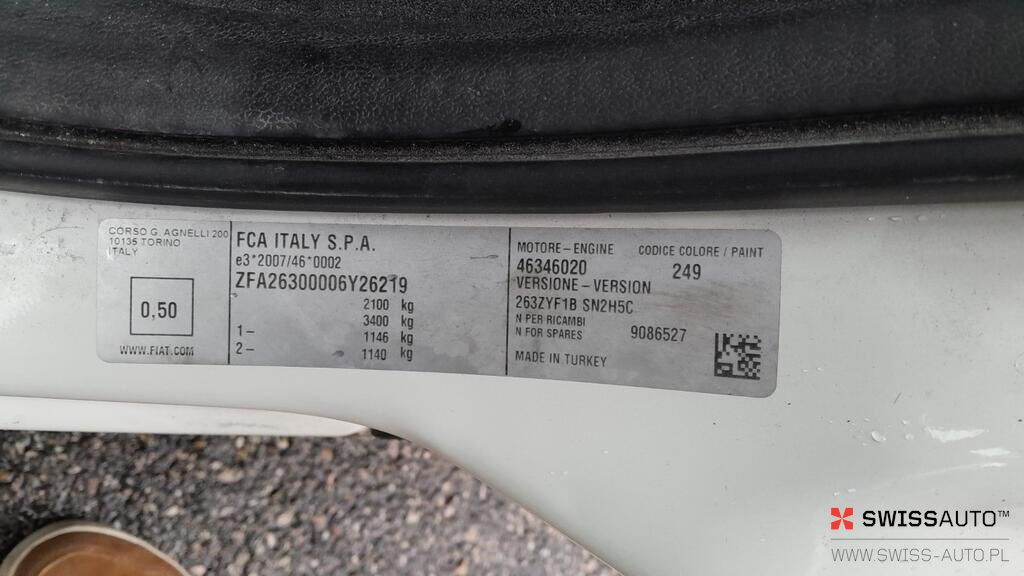 CORSO G. AGNELLI 200
10135 TORINO
ITALY
0,50
WWW.FIAT.COM
FCA ITALY S.P.A.
e3*2007/46*0002
ZFA26300006Y26219
2100 kg
3400 kg
1- 1146 kg
2- 1140 kg
MOTORE-ENGINE CODICE COLORE / PAINT
46346020 249
VERSIONE-VERSION
263ZYF1B SN2H5C
N PER RICAMBI
N FOR SPARES 9086527
MADE IN TURKEY
SWISSAUTO™
WWW.SWISS-AUTO.PL